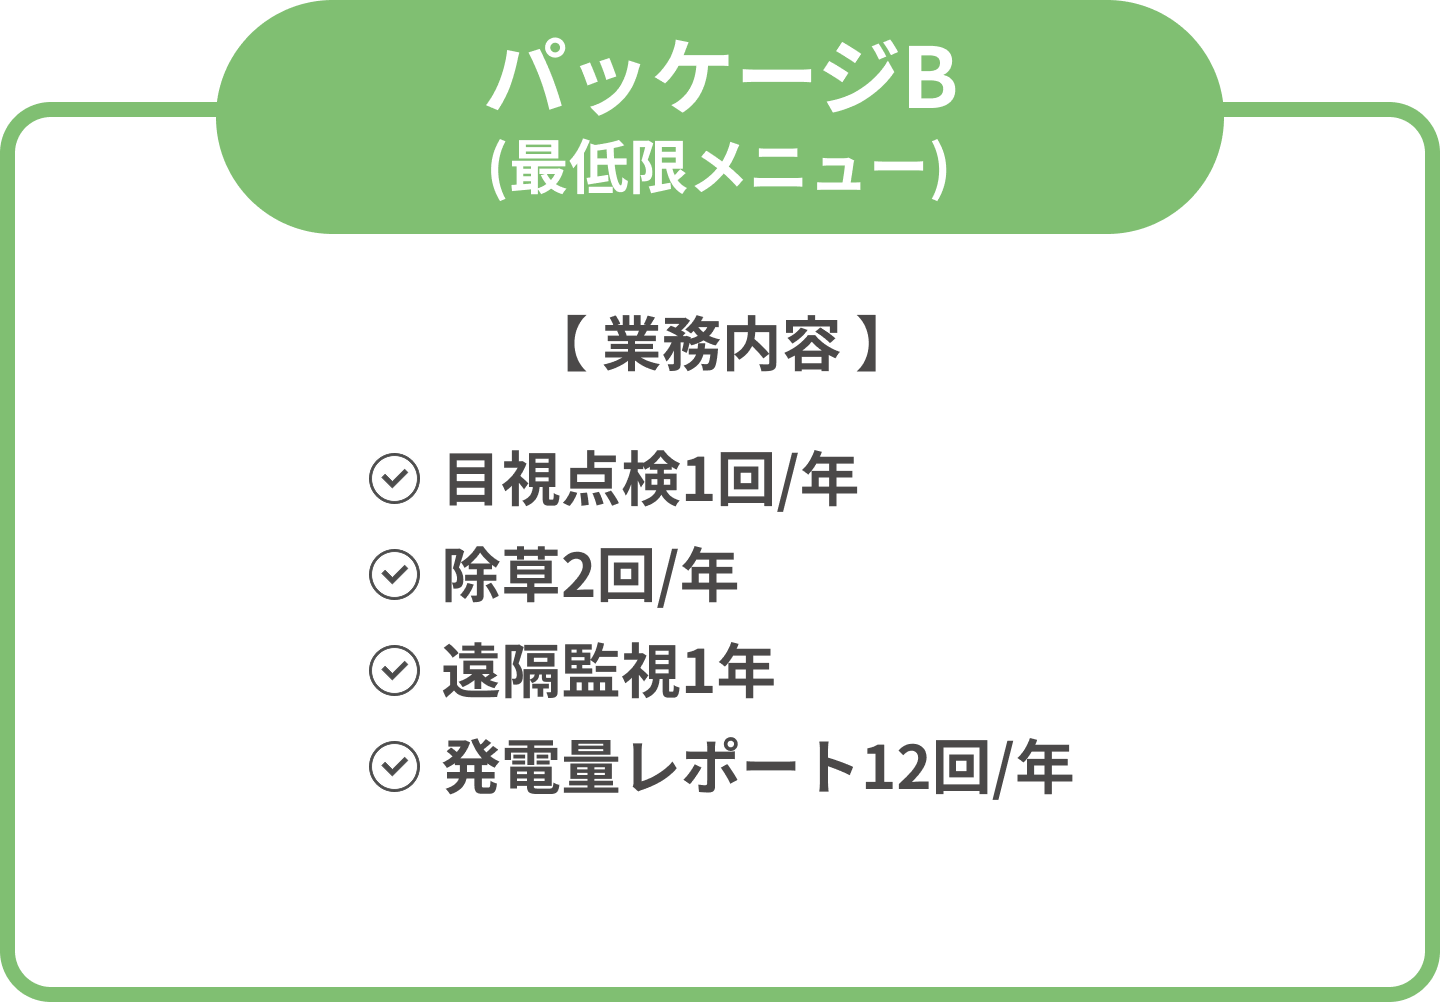 パッケージB
(最低限メニュー)
【 業務内容 】
目視点検1回/年
除草2回/年
遠隔監視1年
発電量レポート12回/年